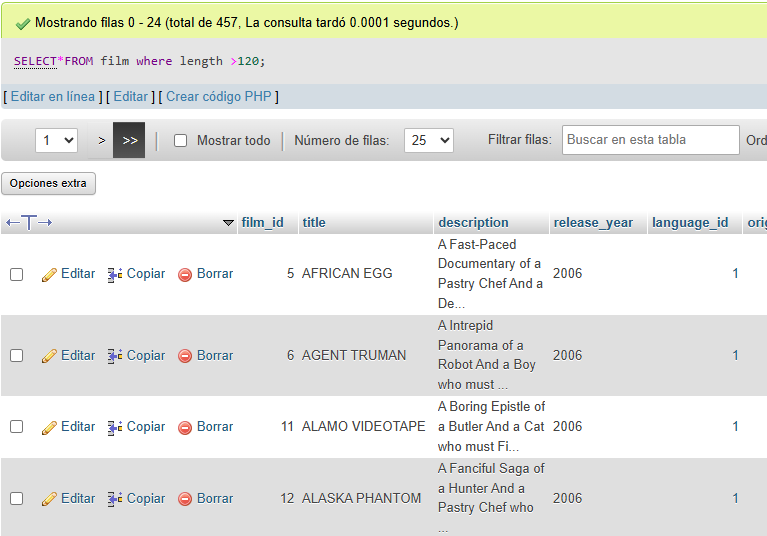 Mostrando filas 0 - 24 (total de 457, La consulta tardó 0.0001 segundos.)
SELECT*FROM film where length >120;
[ Editar en línea ] [ Editar ] [ Crear código PHP ]
1 > >> Mostrar todo Número de filas: 25 Filtrar filas: Buscar en esta tabla Ord
Opciones extra
film_id title description release_year language_id orig
Editar Copiar Borrar 5 AFRICAN EGG A Fast-Paced
Documentary of a
Pastry Chef And a
De... 2006 1
Editar Copiar Borrar 6 AGENT TRUMAN A Intrepid
Panorama of a
Robot And a Boy
who must ... 2006 1
Editar Copiar Borrar 11 ALAMO VIDEOTAPE A Boring Epistle of
a Butler And a Cat
who must Fi... 2006 1
Editar Copiar Borrar 12 ALASKA PHANTOM A Fanciful Saga of
a Hunter And a
Pastry Chef who
... 2006 1